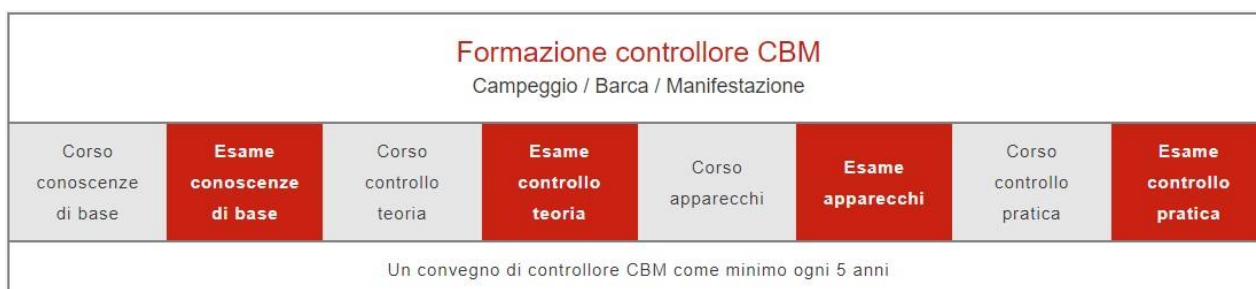 Formazione controllore CBM
Campeggio / Barca / Manifestazione
Corso
conoscenze
di base
Esame
conoscenze
di base
Corso
controllo
teoria
Esame
controllo
teoria
Corso
apparecchi
Esame
apparecchi
Corso
controllo
pratica
Esame
controllo
pratica
Un convegno di controllore CBM come minimo ogni 5 anni